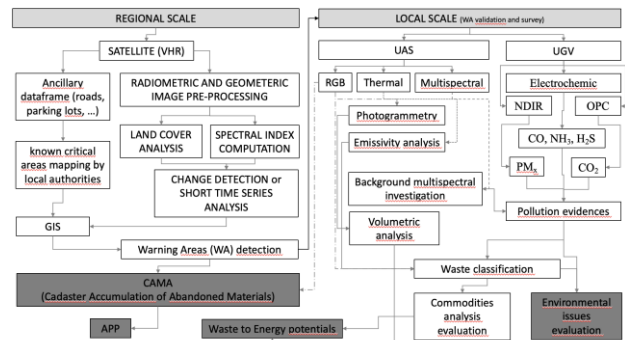 REGIONAL SCALE
SATELLITE (VHR)
Ancillary
dataframe (roads,
parking lots, ...)
known critical
areas mapping by
local authorities
RADIOMETRIC AND GEOMETERIC
IMAGE PRE-PROCESSING
LAND COVER
ANALYSIS
SPECTRAL INDEX
COMPUTATION
CHANGE DETECTION or
SHORT TIME SERIES
ANALYSIS
GIS
Warning Areas (WA) detection
CAMA
(Cadaster Accumulation of Abandoned Materials)
APP
Waste to Energy potentials
LOCAL SCALE (WA validation and survey)
UAS
RGB
Thermal
Multispectral
Photogrammetry
Emissivity analysis
Background multispectral
investigation
Volumetric
analysis
UGV
Electrochemic
NDIR
OPC
CO, NH3, H2S
PMx
CO2
Pollution evidences
Waste classification
Commodities
analysis
evaluation
Environmental
issues
evaluation